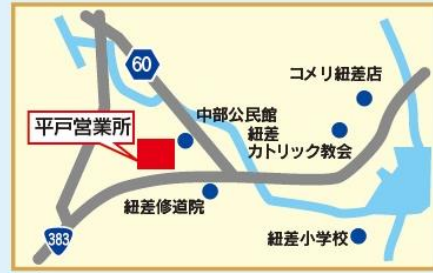 60
コメリ紐差店
中部公民館
平戸営業所
紐差
カトリック教会
紐差修道院
383
紐差小学校